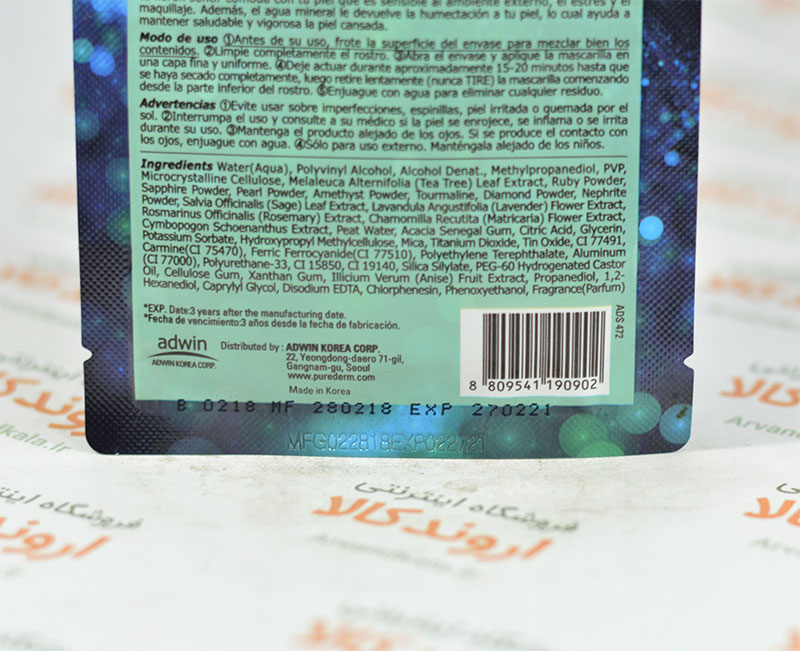 maquillaje. Además, el agua mineral le devuelve la humectación a tu piel, lo cual ayuda a
mantener saludable y vigorosa la piel cansada.
Modo de uso ①Antes de su uso, frote la superficie del envase para mezclar bien los
contenidos. ②Limpie completamente el rostro. ③Abra el envase y aplique la mascarilla en
una capa fina y uniforme. ④Deje actuar durante aproximadamente 15-20 minutos hasta que
se haya secado completamente, luego retire lentamente (nunca TIRE) la mascarilla comenzando
desde la parte inferior del rostro. ⑤Enjuague con agua para eliminar cualquier residuo.
Advertencias ①Evite usar sobre imperfecciones, espinillas, piel irritada o quemada por el
sol. ②Interrumpa el uso y consulte a su médico si la piel se enrojece, se inflama o se irrita
durante su uso. ③Mantenga el producto alejado de los ojos. Si se produce el contacto con
los ojos, enjuague con agua. ④Sólo para uso externo. Manténgala alejado de los niños.
Ingredients Water(Aqua), Polyvinyl Alcohol, Alcohol Denat., Methylpropanediol, PVP,
Microcrystalline Cellulose, Melaleuca Alternifolia (Tea Tree) Leaf Extract, Ruby Powder,
Sapphire Powder, Pearl Powder, Amethyst Powder, Tourmaline, Diamond Powder, Nephrite
Powder, Salvia Officinalis (Sage) Leaf Extract, Lavandula Angustifolia (Lavender) Flower Extract,
Rosmarinus Officinalis (Rosemary) Extract, Chamomilla Recutita (Matricaria) Flower Extract,
Cymbopogon Schoenanthus Extract, Peat Water, Acacia Senegal Gum, Citric Acid, Glycerin,
Potassium Sorbate, Hydroxypropyl Methylcellulose, Mica, Titanium Dioxide, Tin Oxide, CI 77491,
Carmine(CI 75470), Ferric Ferrocyanide(CI 77510), Polyethylene Terephthalate, Aluminum
(CI 77000), Polyurethane-33, CI 15850, CI 19140, Silica Silylate, PEG-60 Hydrogenated Castor
Oil, Cellulose Gum, Xanthan Gum, Illicium Verum (Anise) Fruit Extract, Propanediol, 1,2-
Hexanediol, Caprylyl Glycol, Disodium EDTA, Chlorphenesin, Phenoxyethanol, Fragrance(Parfum)
*EXP. Date:3 years after the manufacturing date.
*Fecha de vencimiento:3 años desde la fecha de fabricación.
ADS 472
adwin
ADWIN KOREA CORP.
Distributed by : ADWIN KOREA CORP.
22, Yeongdong-daero 71-gil,
Gangnam-gu, Seoul
www.purederm.com
Made in Korea
8 809541 190902
B 0218 MF 280218 EXP 270221
MFG022818EXP022721
فروشگاه اینترنتی
اروند کالا
Arvandkala.ir